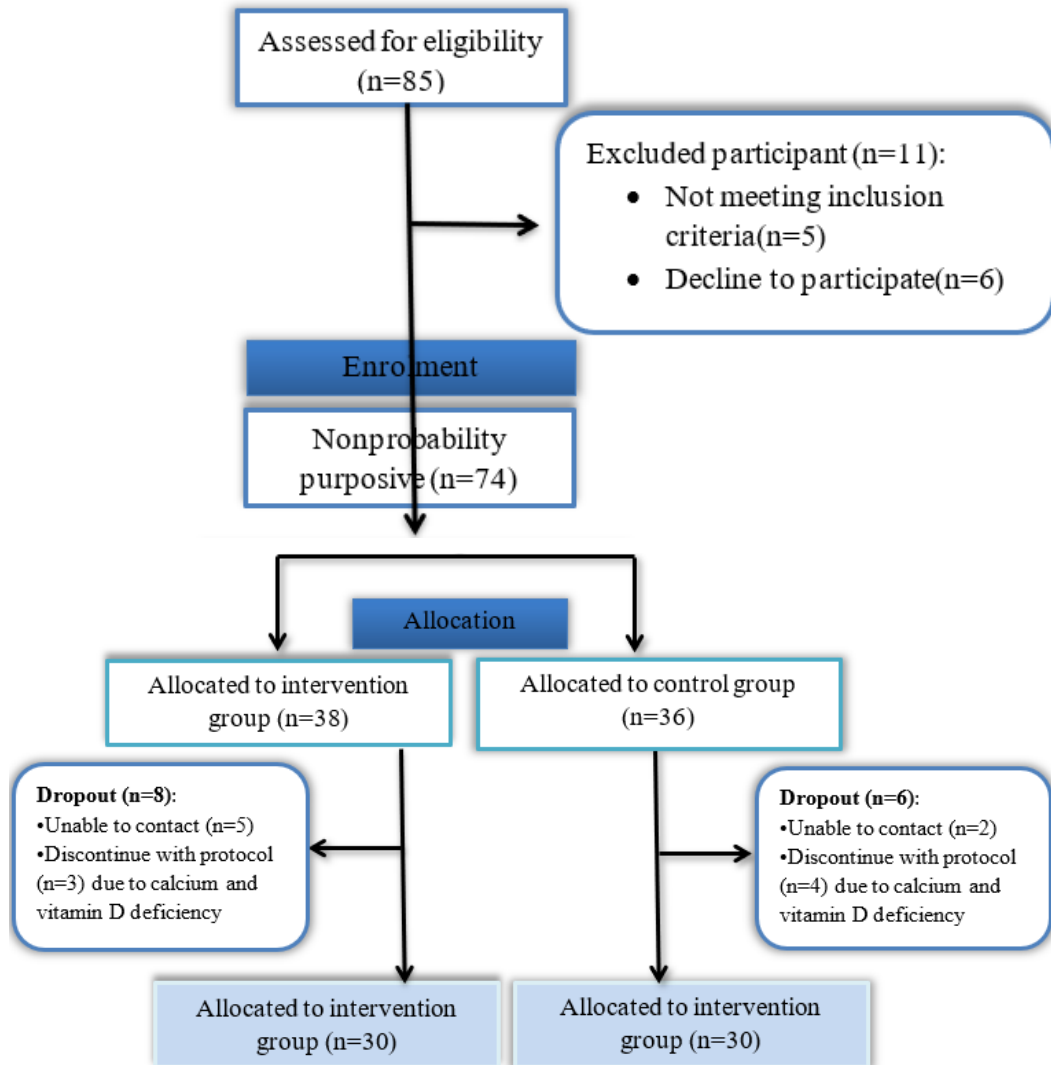 Assessed for eligibility
(n=85)
Excluded participant (n=11):
• Not meeting inclusion
criteria(n=5)
• Decline to participate(n=6)
Enrolment
Nonprobability
purposive (n=74)
Allocation
Allocated to intervention
group (n=38)
Allocated to control group
(n=36)
Dropout (n=8):
•Unable to contact (n=5)
•Discontinue with protocol
(n=3) due to calcium and
vitamin D deficiency
Dropout (n=6):
•Unable to contact (n=2)
•Discontinue with protocol
(n=4) due to calcium and
vitamin D deficiency
Allocated to intervention
group (n=30)
Allocated to intervention
group (n=30)